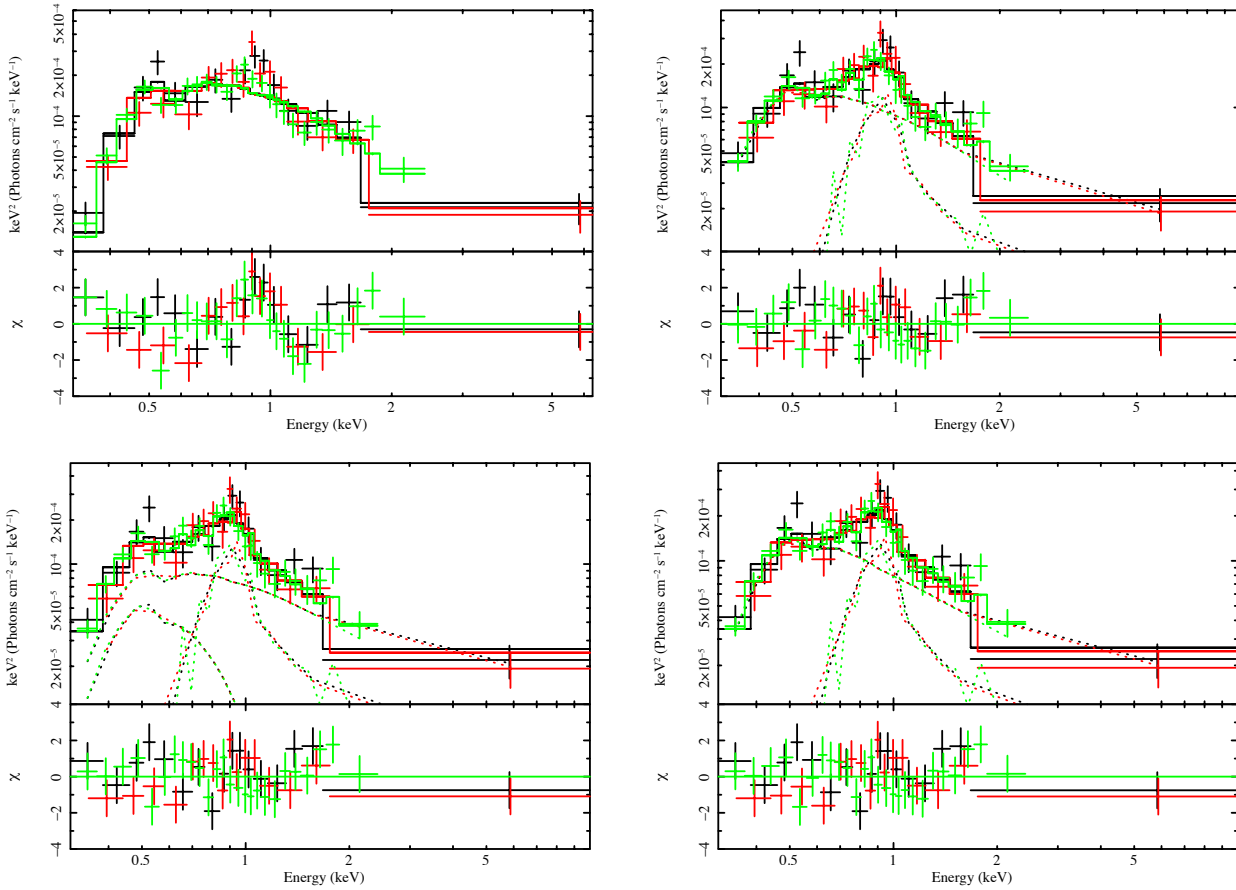 keV² (Photons cm⁻² s⁻¹ keV⁻¹)
5×10⁻⁴
2×10⁻⁴
10⁻⁴
5×10⁻⁵
2×10⁻⁵
χ
4
2
0
−2
−4
0.5 1 2 5
Energy (keV)
keV² (Photons cm⁻² s⁻¹ keV⁻¹)
2×10⁻⁴
10⁻⁴
5×10⁻⁵
2×10⁻⁵
χ
4
2
0
−2
−4
0.5 1 2 5
Energy (keV)
keV² (Photons cm⁻² s⁻¹ keV⁻¹)
2×10⁻⁴
10⁻⁴
5×10⁻⁵
2×10⁻⁵
χ
4
2
0
−2
−4
0.5 1 2 5
Energy (keV)
keV² (Photons cm⁻² s⁻¹ keV⁻¹)
2×10⁻⁴
10⁻⁴
5×10⁻⁵
2×10⁻⁵
χ
4
2
0
−2
−4
0.5 1 2 5
Energy (keV)